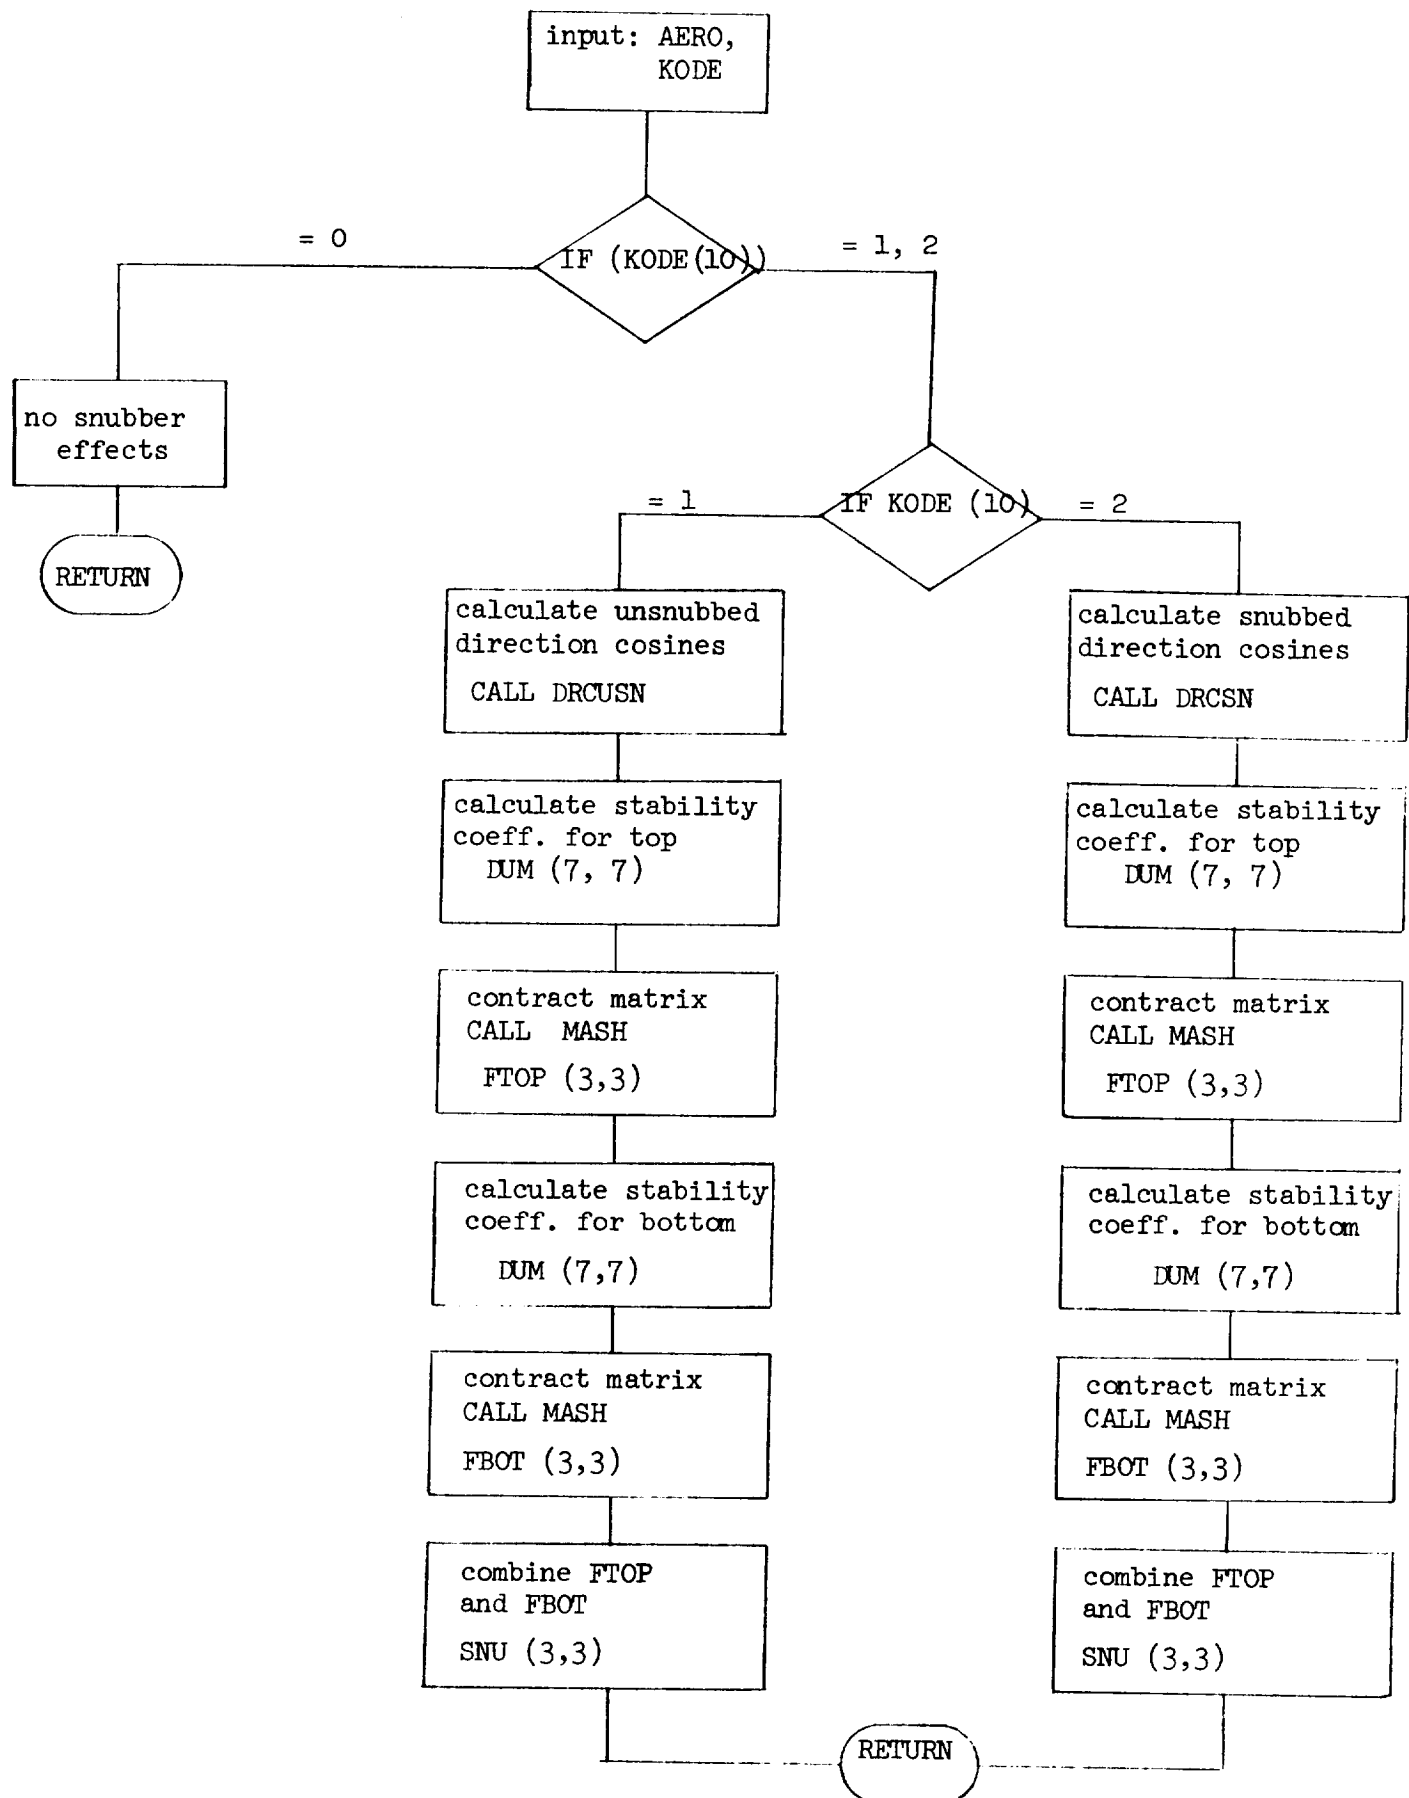 input: AERO,
KODE
= 0
IF (KODE(10))
= 1, 2
no snubber
effects
RETURN
= 1
IF KODE (10)
= 2
calculate unsnubbed
direction cosines
CALL DRCUSN
calculate stability
coeff. for top
DUM (7, 7)
contract matrix
CALL MASH
FTOP (3,3)
calculate stability
coeff. for bottom
DUM (7,7)
contract matrix
CALL MASH
FBOT (3,3)
combine FTOP
and FBOT
SNU (3,3)
calculate snubbed
direction cosines
CALL DRCSN
calculate stability
coeff. for top
DUM (7, 7)
contract matrix
CALL MASH
FTOP (3,3)
calculate stability
coeff. for bottom
DUM (7,7)
contract matrix
CALL MASH
FBOT (3,3)
combine FTOP
and FBOT
SNU (3,3)
RETURN